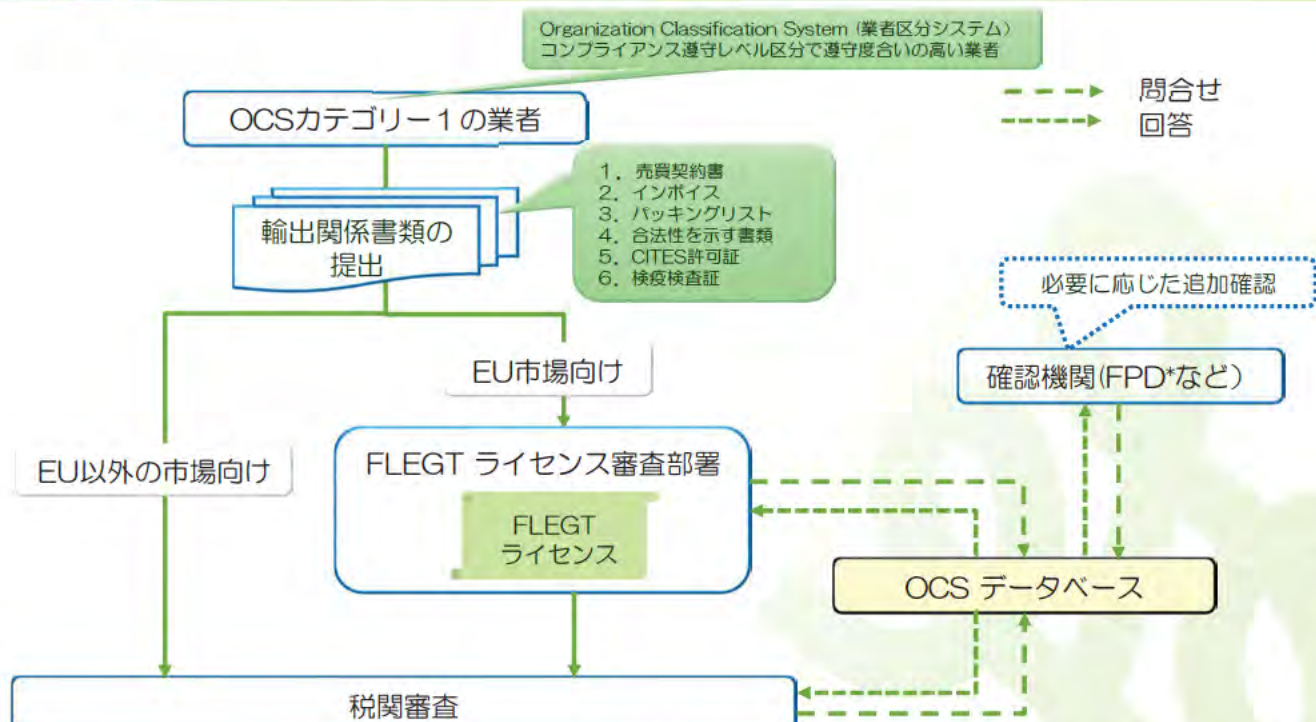 Organization Classification System (業者区分システム)
コンプライアンス遵守レベル区分で遵守度合いの高い業者
OCSカテゴリー1の業者
問合せ
回答
1．売買契約書
2．インボイス
3．パッキングリスト
4．合法性を示す書類
5．CITES許可証
6．検疫検査証
輸出関係書類の
提出
必要に応じた追加確認
EU市場向け
確認機関(FPD*など)
EU以外の市場向け
FLEGT ライセンス審査部署
FLEGT
ライセンス
OCS データベース
税関審査